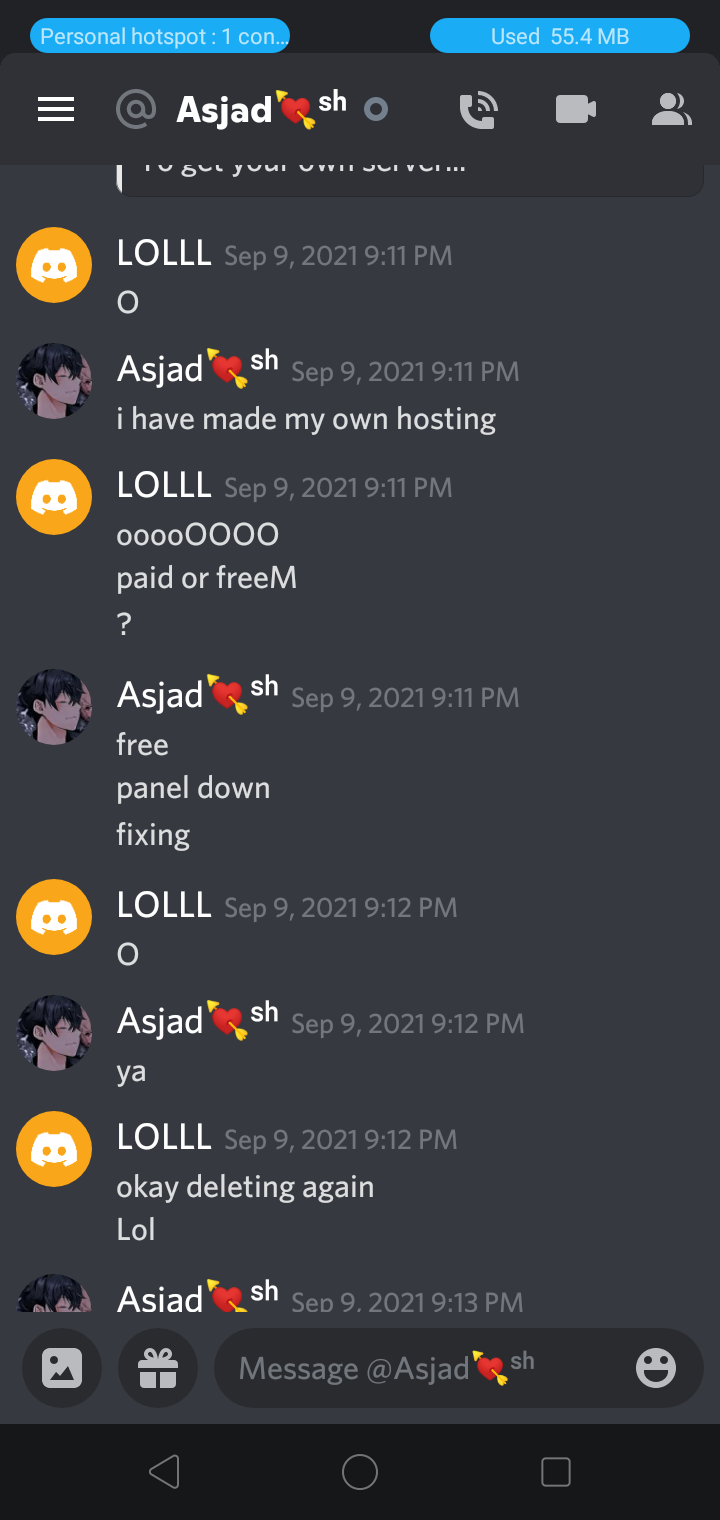 Personal hotspot : 1 con...
Used 55.4 MB
@ Asjad💘ˢʰ
To get your own server...
LOLLL Sep 9, 2021 9:11 PM
O
Asjad💘ˢʰ Sep 9, 2021 9:11 PM
i have made my own hosting
LOLLL Sep 9, 2021 9:11 PM
ooooOOOO
paid or freeM
?
Asjad💘ˢʰ Sep 9, 2021 9:11 PM
free
panel down
fixing
LOLLL Sep 9, 2021 9:12 PM
O
Asjad💘ˢʰ Sep 9, 2021 9:12 PM
ya
LOLLL Sep 9, 2021 9:12 PM
okay deleting again
Lol
Asjad💘ˢʰ Sep 9, 2021 9:13 PM
Message @Asjad💘ˢʰ